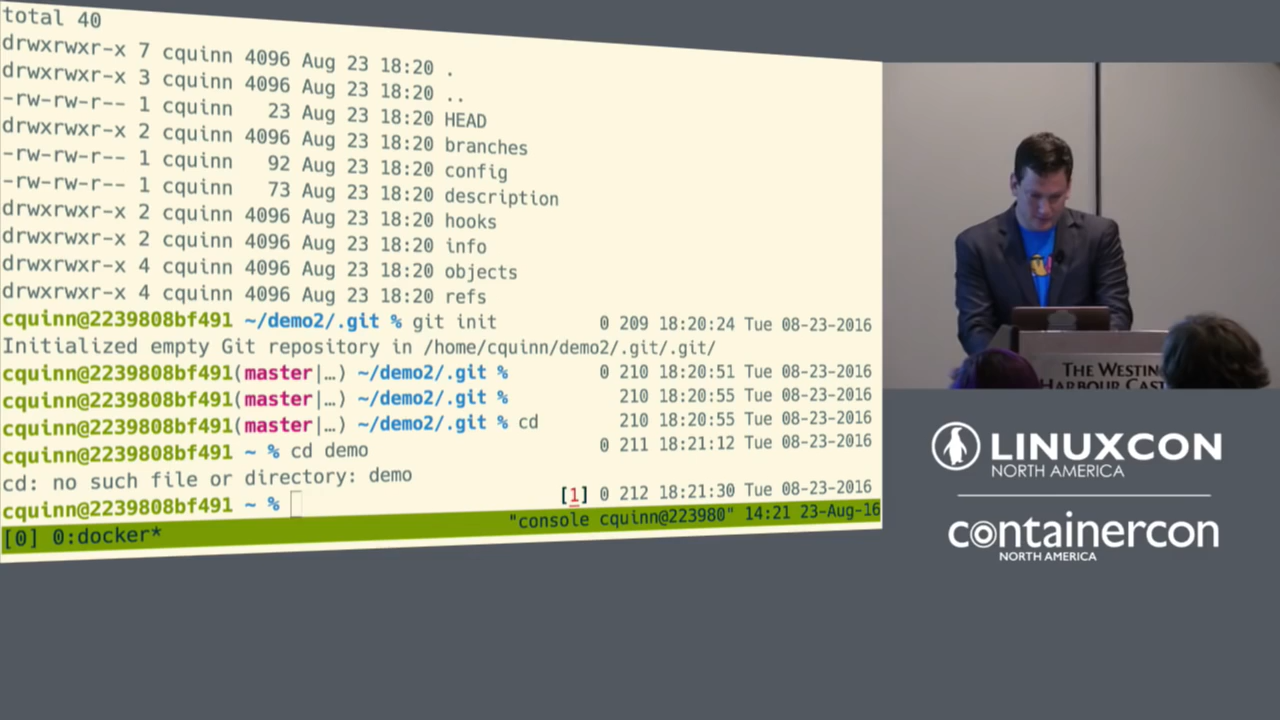 total 40
drwxrwxr-x 7 cquinn 4096 Aug 23 18:20 .
drwxrwxr-x 3 cquinn 4096 Aug 23 18:20 ..
-rw-rw-r-- 1 cquinn 23 Aug 23 18:20 HEAD
drwxrwxr-x 2 cquinn 4096 Aug 23 18:20 branches
-rw-rw-r-- 1 cquinn 92 Aug 23 18:20 config
-rw-rw-r-- 1 cquinn 73 Aug 23 18:20 description
drwxrwxr-x 2 cquinn 4096 Aug 23 18:20 hooks
drwxrwxr-x 2 cquinn 4096 Aug 23 18:20 info
drwxrwxr-x 4 cquinn 4096 Aug 23 18:20 objects
drwxrwxr-x 4 cquinn 4096 Aug 23 18:20 refs
cquinn@2239808bf491 ~/demo2/.git % git init 0 209 18:20:24 Tue 08-23-2016
Initialized empty Git repository in /home/cquinn/demo2/.git/.git/
cquinn@2239808bf491(master|…) ~/demo2/.git % 0 210 18:20:51 Tue 08-23-2016
cquinn@2239808bf491(master|…) ~/demo2/.git % 210 18:20:55 Tue 08-23-2016
cquinn@2239808bf491(master|…) ~/demo2/.git % cd 210 18:20:55 Tue 08-23-2016
cquinn@2239808bf491 ~ % cd demo 0 211 18:21:12 Tue 08-23-2016
cd: no such file or directory: demo
cquinn@2239808bf491 ~ % [1] 0 212 18:21:30 Tue 08-23-2016
[0] 0:docker* "console cquinn@223980" 14:21 23-Aug-16
THE WESTIN
HARBOUR CAST
LINUXCON
NORTH AMERICA
containercon
NORTH AMERICA